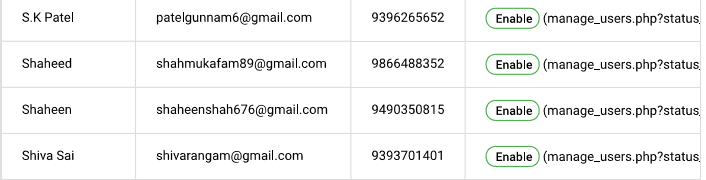 S.K Patel patelgunnam6@gmail.com 9396265652 Enable (manage_users.php?status
Shaheed shahmukafam89@gmail.com 9866488352 Enable (manage_users.php?status
Shaheen shaheenshah676@gmail.com 9490350815 Enable (manage_users.php?status
Shiva Sai shivarangam@gmail.com 9393701401 Enable (manage_users.php?status